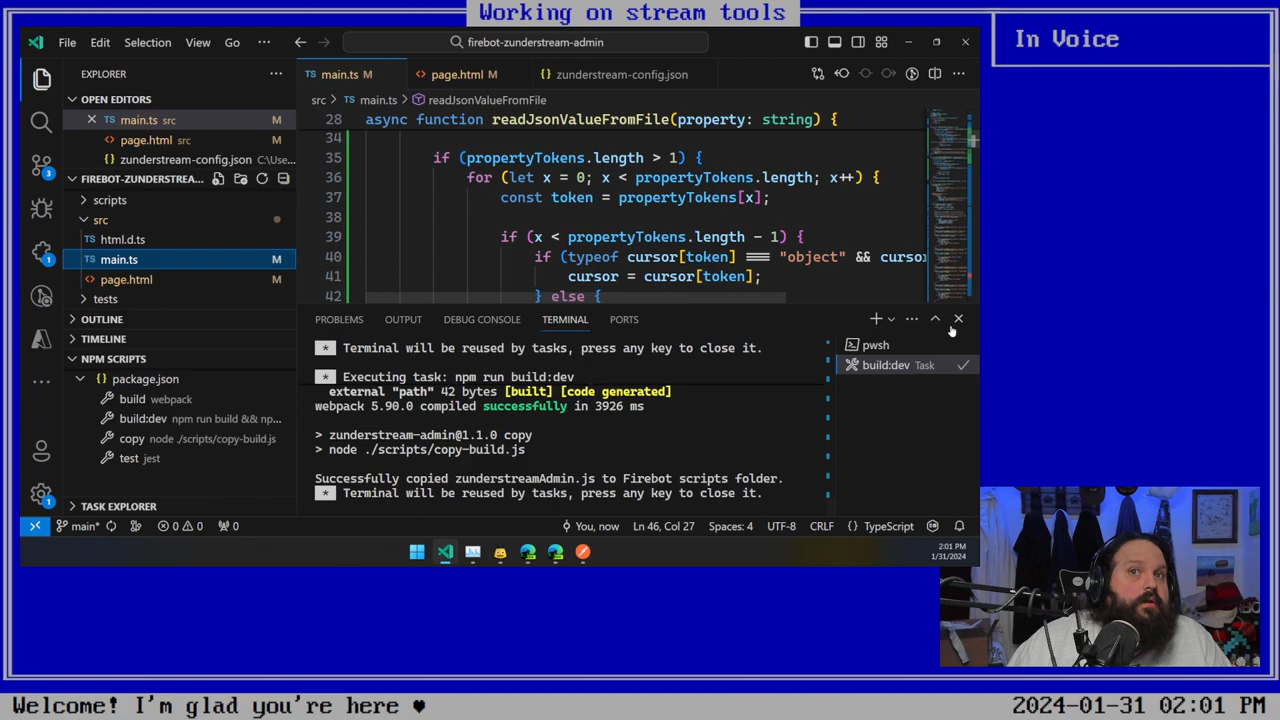 Working on stream tools
In Voice
File Edit Selection View Go ··· firebot-zunderstream-admin
EXPLORER ···
OPEN EDITORS
main.ts src M
page.html src M
zunderstream-config.json Close...
FIREBOT-ZUNDERSTREA...
scripts
src
html.d.ts
main.ts M
page.html M
tests
OUTLINE
TIMELINE
NPM SCRIPTS
package.json
build webpack
build:dev npm run build && np...
copy node ./scripts/copy-build.js
test jest
TASK EXPLORER
3
1
1
main.ts M page.html M zunderstream-config.json
src > main.ts > readJsonValueFromFile
28 async function readJsonValueFromFile(property: string) {
34
35 if (propertyTokens.length > 1) {
36 for (let x = 0; x < propertyTokens.length; x++) {
37 const token = propertyTokens[x];
38
39 if (x < propertyTokens.length - 1) {
40 if (typeof cursor[token] === "object" && curso
41 cursor = cursor[token];
42 } else {
PROBLEMS OUTPUT DEBUG CONSOLE TERMINAL PORTS
* Terminal will be reused by tasks, press any key to close it.
* Executing task: npm run build:dev
external "path" 42 bytes [built] [code generated]
webpack 5.90.0 compiled successfully in 3926 ms
> zunderstream-admin@1.1.0 copy
> node ./scripts/copy-build.js
Successfully copied zunderstreamAdmin.js to Firebot scripts folder.
* Terminal will be reused by tasks, press any key to close it.
pwsh
build:dev Task
main* 0 0 0 You, now Ln 46, Col 27 Spaces: 4 UTF-8 CRLF {} TypeScript
2:01 PM
1/31/2024
Welcome! I'm glad you're here ♥ 2024-01-31 02:01 PM